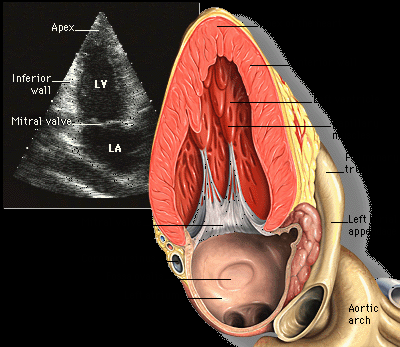 Apex
LV
Inferior
wall
Mitral valve
LA
Left
Aortic
arch